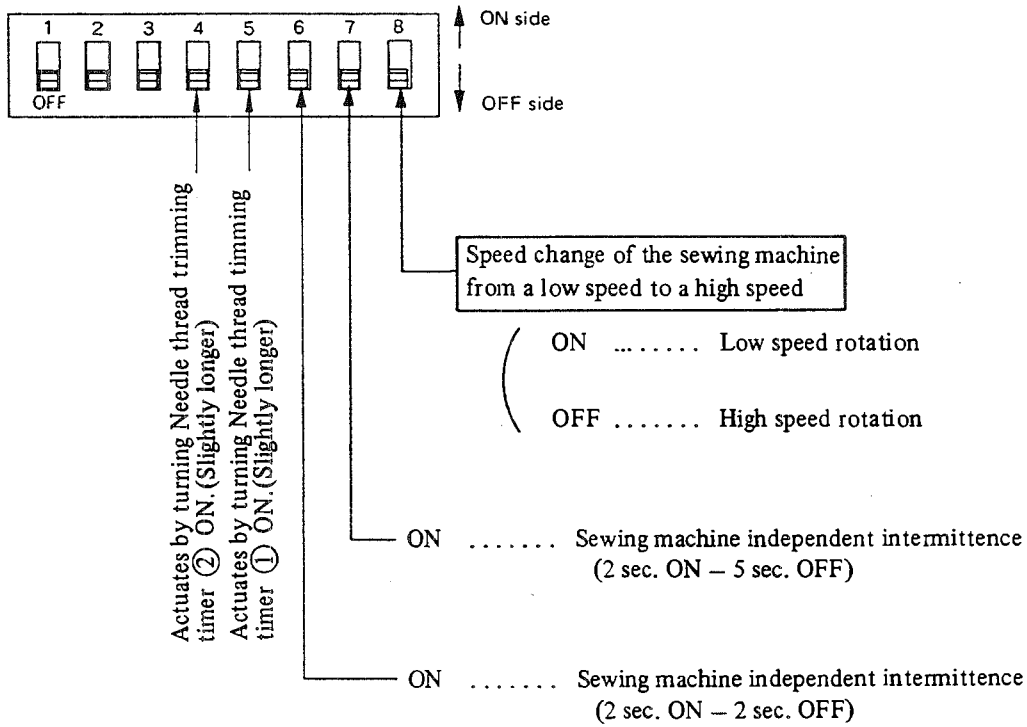 1 2 3 4 5 6 7 8
OFF
ON side
OFF side
Actuates by turning Needle thread trimming
timer ② ON.(Slightly longer)
Actuates by turning Needle thread timming
timer ① ON.(Slightly longer)
Speed change of the sewing machine
from a low speed to a high speed
ON ........ Low speed rotation
OFF ....... High speed rotation
ON ....... Sewing machine independent intermittence
(2 sec. ON – 5 sec. OFF)
ON ....... Sewing machine independent intermittence
(2 sec. ON – 2 sec. OFF)